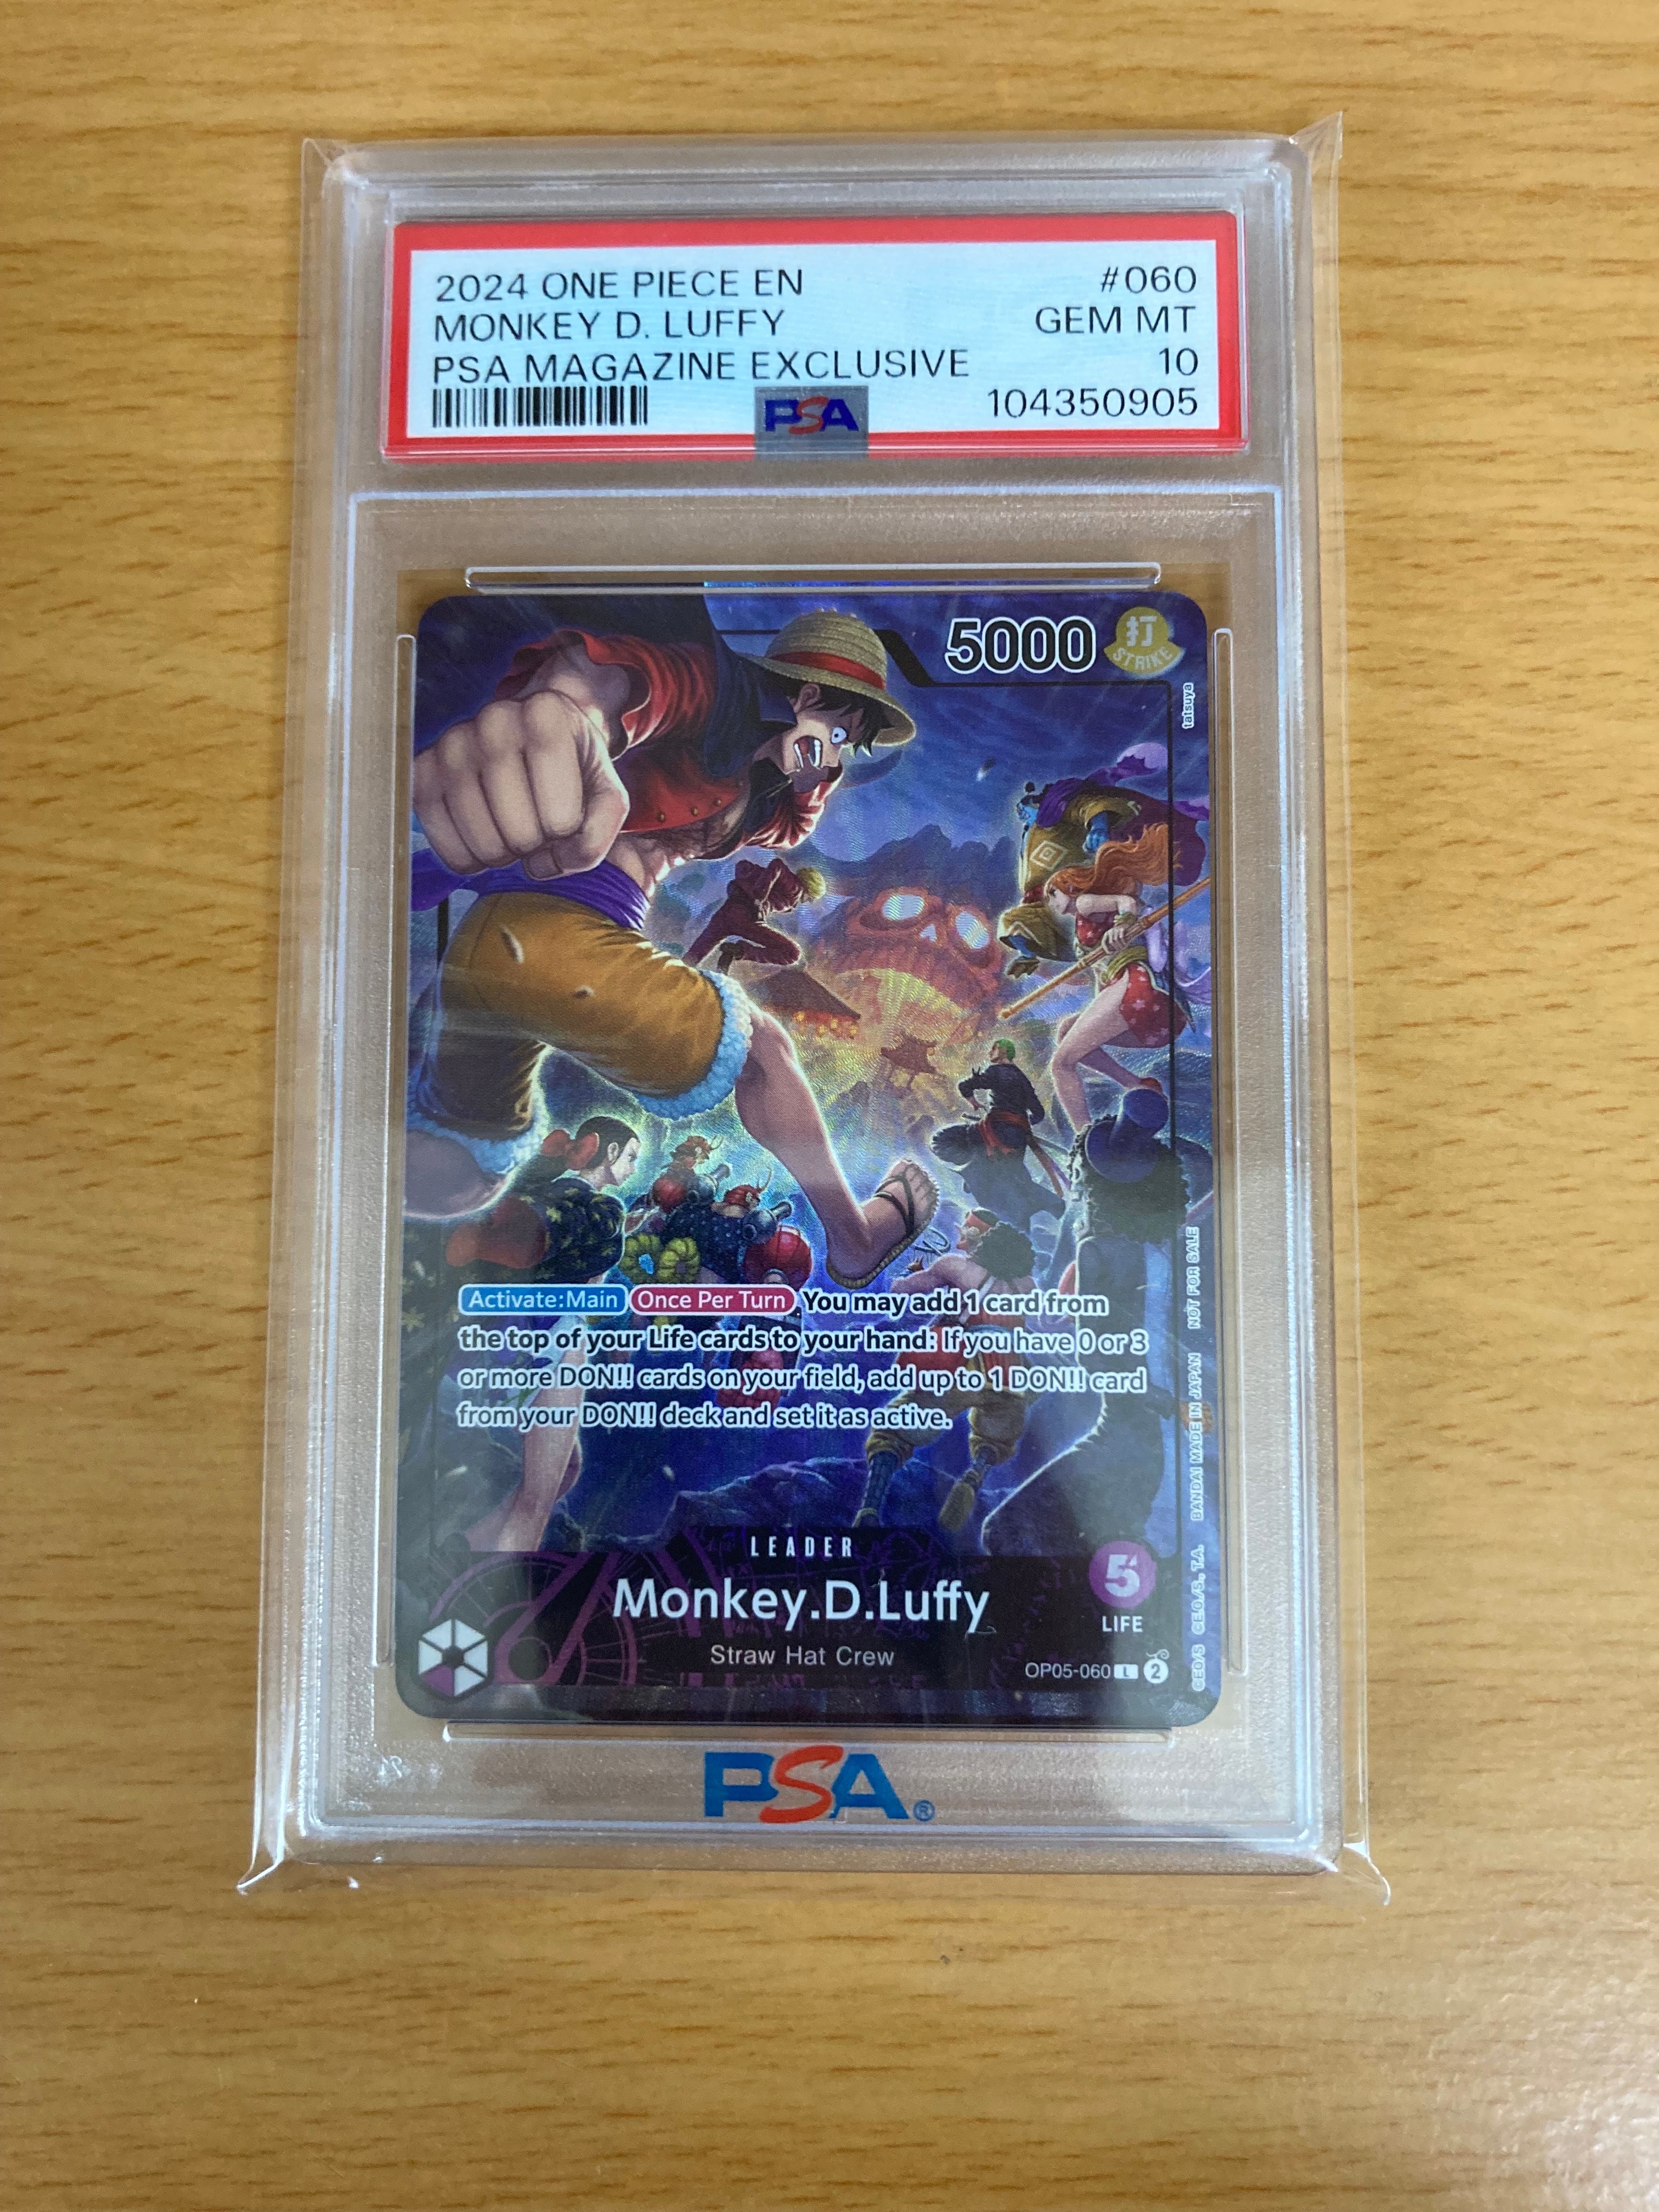 2024 ONE PIECE EN #060
MONKEY D. LUFFY GEM MT
PSA MAGAZINE EXCLUSIVE 10
PSA 104350905
5000 打
STRIKE
tatsuya
Activate:Main Once Per Turn You may add 1 card from
the top of your Life cards to your hand: If you have 0 or 3
or more DON!! cards on your field, add up to 1 DON!! card
from your DON!! deck and set it as active.
LEADER
Monkey.D.Luffy
5
LIFE
Straw Hat Crew
OP05-060 L 2
©EO/S ©E.O./S., T.A. BANDAI MADE IN JAPAN NOT FOR SALE
PSA®